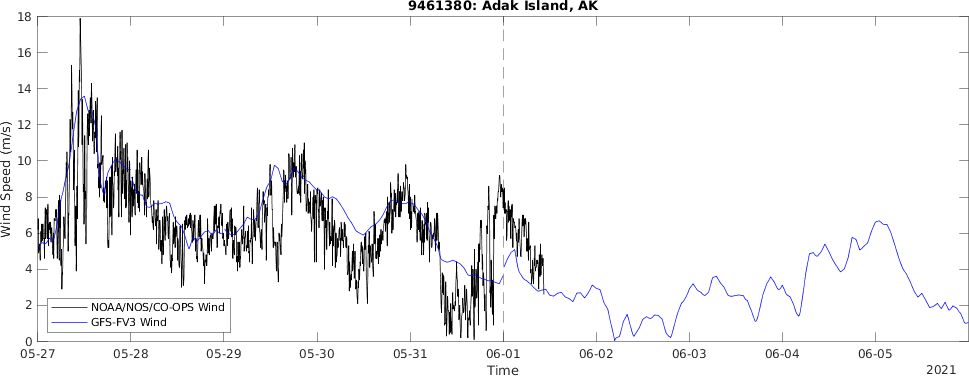 9461380: Adak Island, AK
Wind Speed (m/s)
18
16
14
12
10
8
6
4
2
0
NOAA/NOS/CO-OPS Wind
GFS-FV3 Wind
05-27 05-28 05-29 05-30 05-31 06-01 06-02 06-03 06-04 06-05
Time
2021